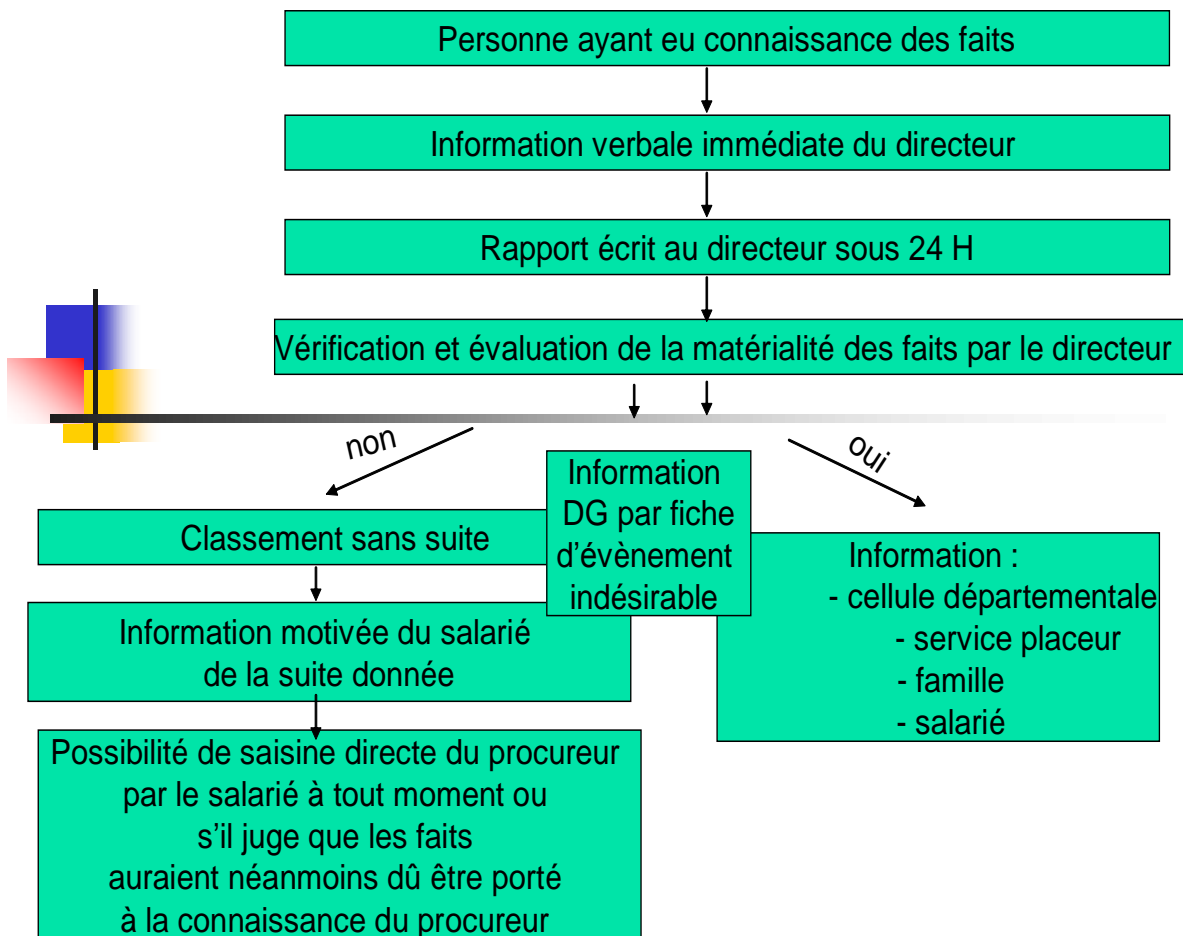 Personne ayant eu connaissance des faits
Information verbale immédiate du directeur
Rapport écrit au directeur sous 24 H
Vérification et évaluation de la matérialité des faits par le directeur
non
oui
Classement sans suite
Information motivée du salarié
de la suite donnée
Possibilité de saisine directe du procureur
par le salarié à tout moment ou
s'il juge que les faits
auraient néanmoins dû être porté
à la connaissance du procureur
Information
DG par fiche
d'évènement
indésirable
Information :
- cellule départementale
- service placeur
- famille
- salarié